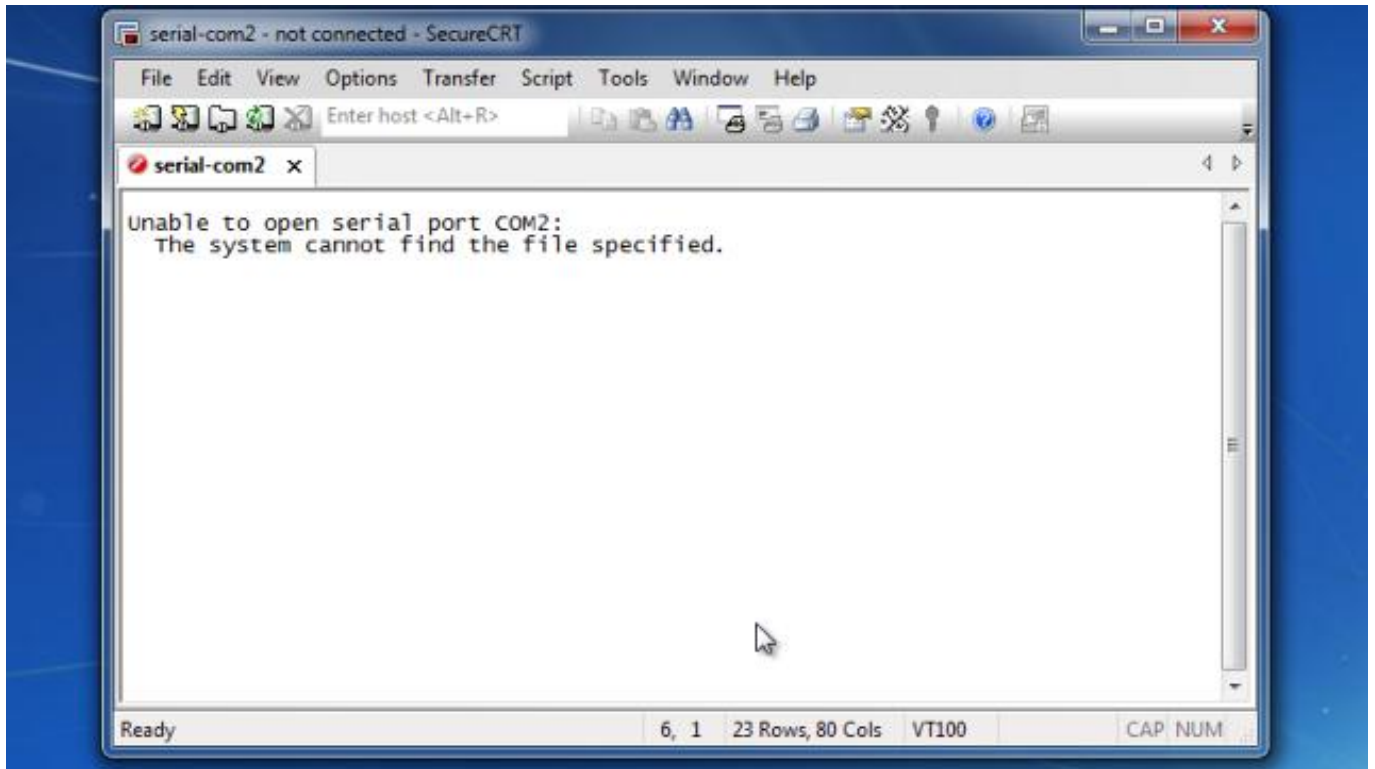 serial-com2 - not connected - SecureCRT
File Edit View Options Transfer Script Tools Window Help
Enter host <Alt+R>
serial-com2 x
Unable to open serial port COM2:
The system cannot find the file specified.
Ready 6, 1 23 Rows, 80 Cols VT100 CAP NUM